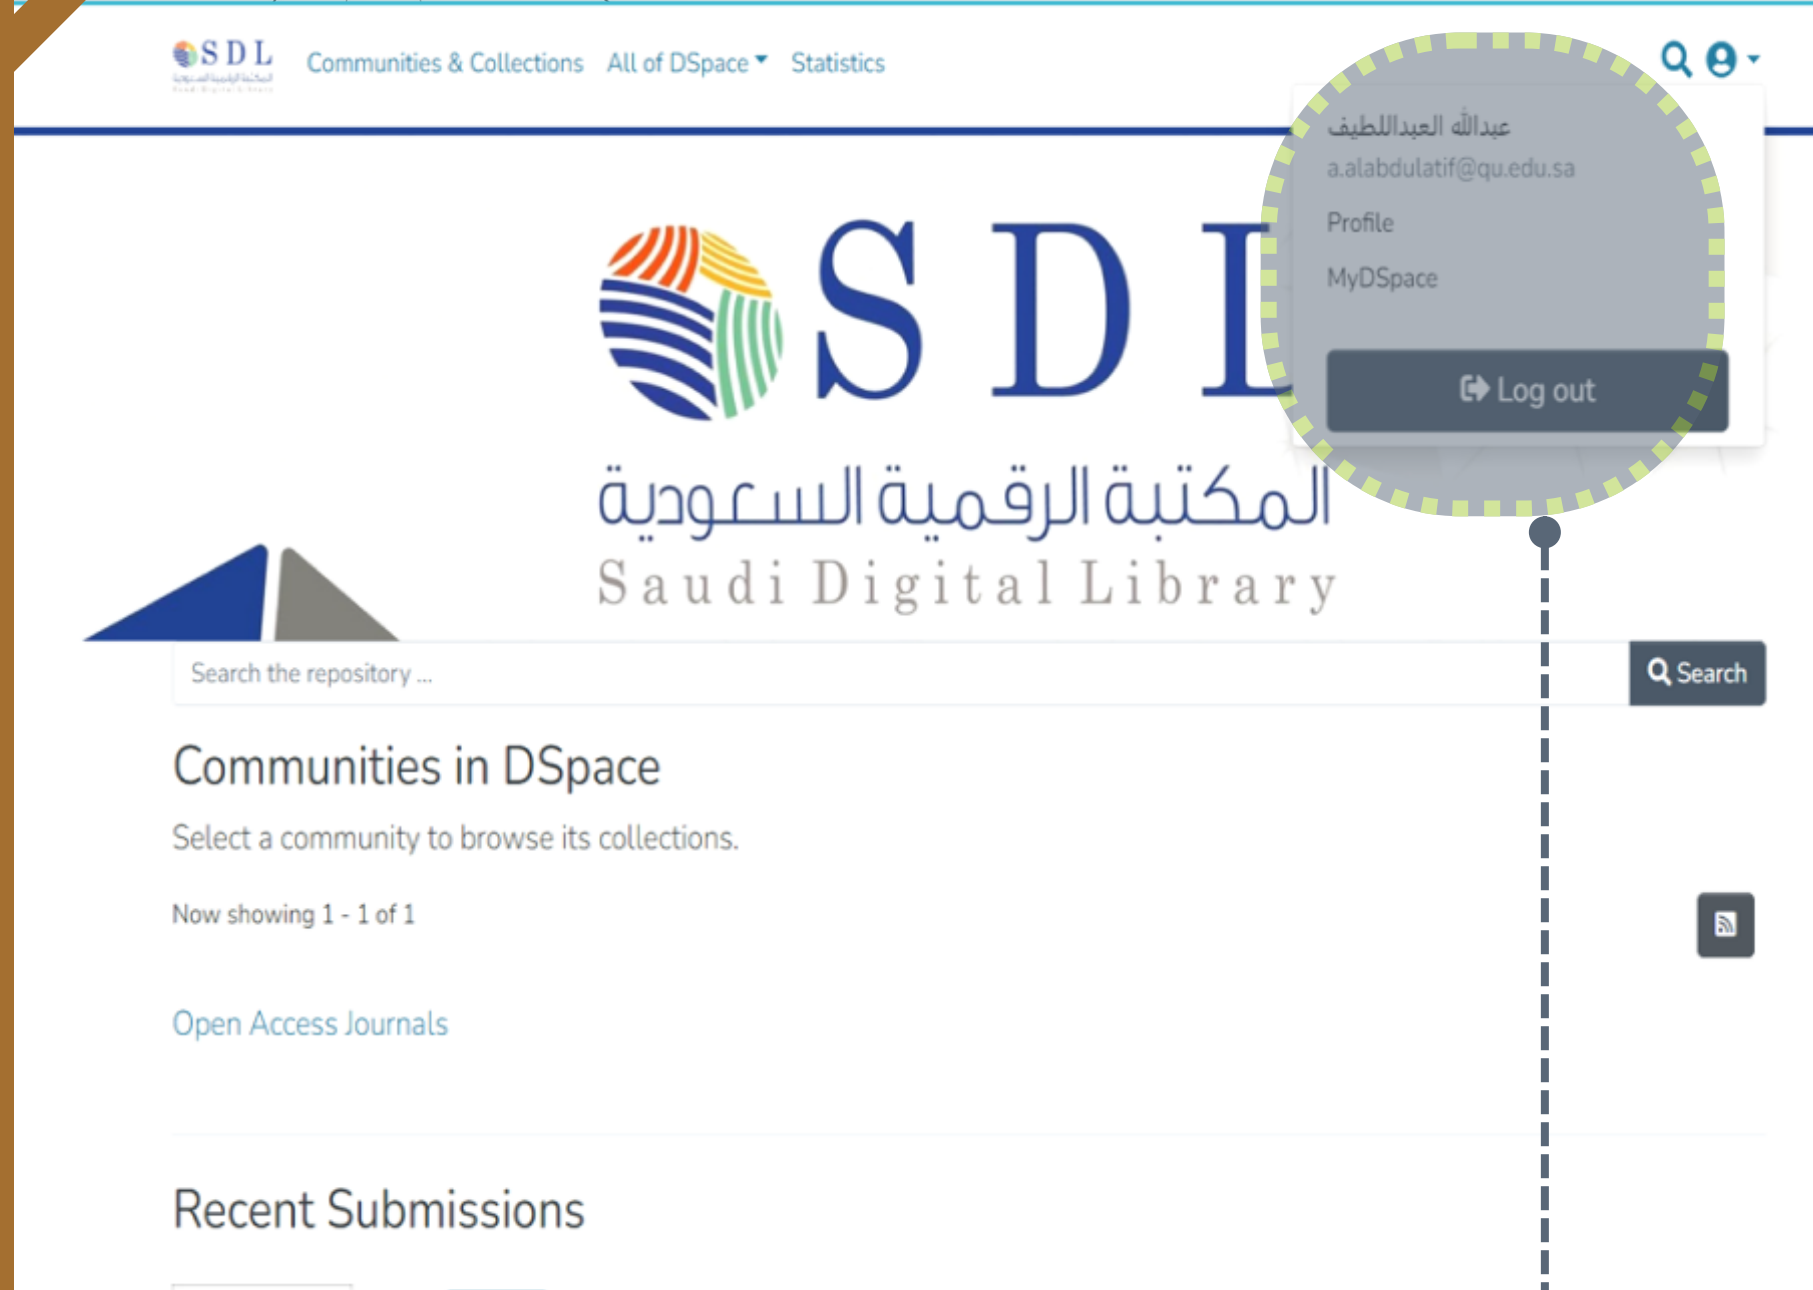 SDL
Communities & Collections All of DSpace Statistics
عبدالله العبداللطيف
a.alabdulatif@qu.edu.sa
Profile
MyDSpace
Log out
SDL
المكتبة الرقمية السعودية
Saudi Digital Library
Search the repository ...
Search
Communities in DSpace
Select a community to browse its collections.
Now showing 1 - 1 of 1
Open Access Journals
Recent Submissions